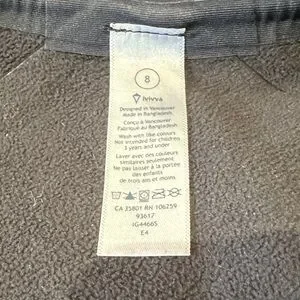 8
ivivva
Designed in Vancouver
made in Bangladesh
Conçu à Vancouver
Fabriqué au Bangladesh
Wash with like colours
Not intended for children
3 years and under
Laver avec des couleurs
similaires seulement
Ne pas laisser à la portée
des enfants
de trois ans et moins
CA 35801 RN 106259
93617
IG4466S
E4